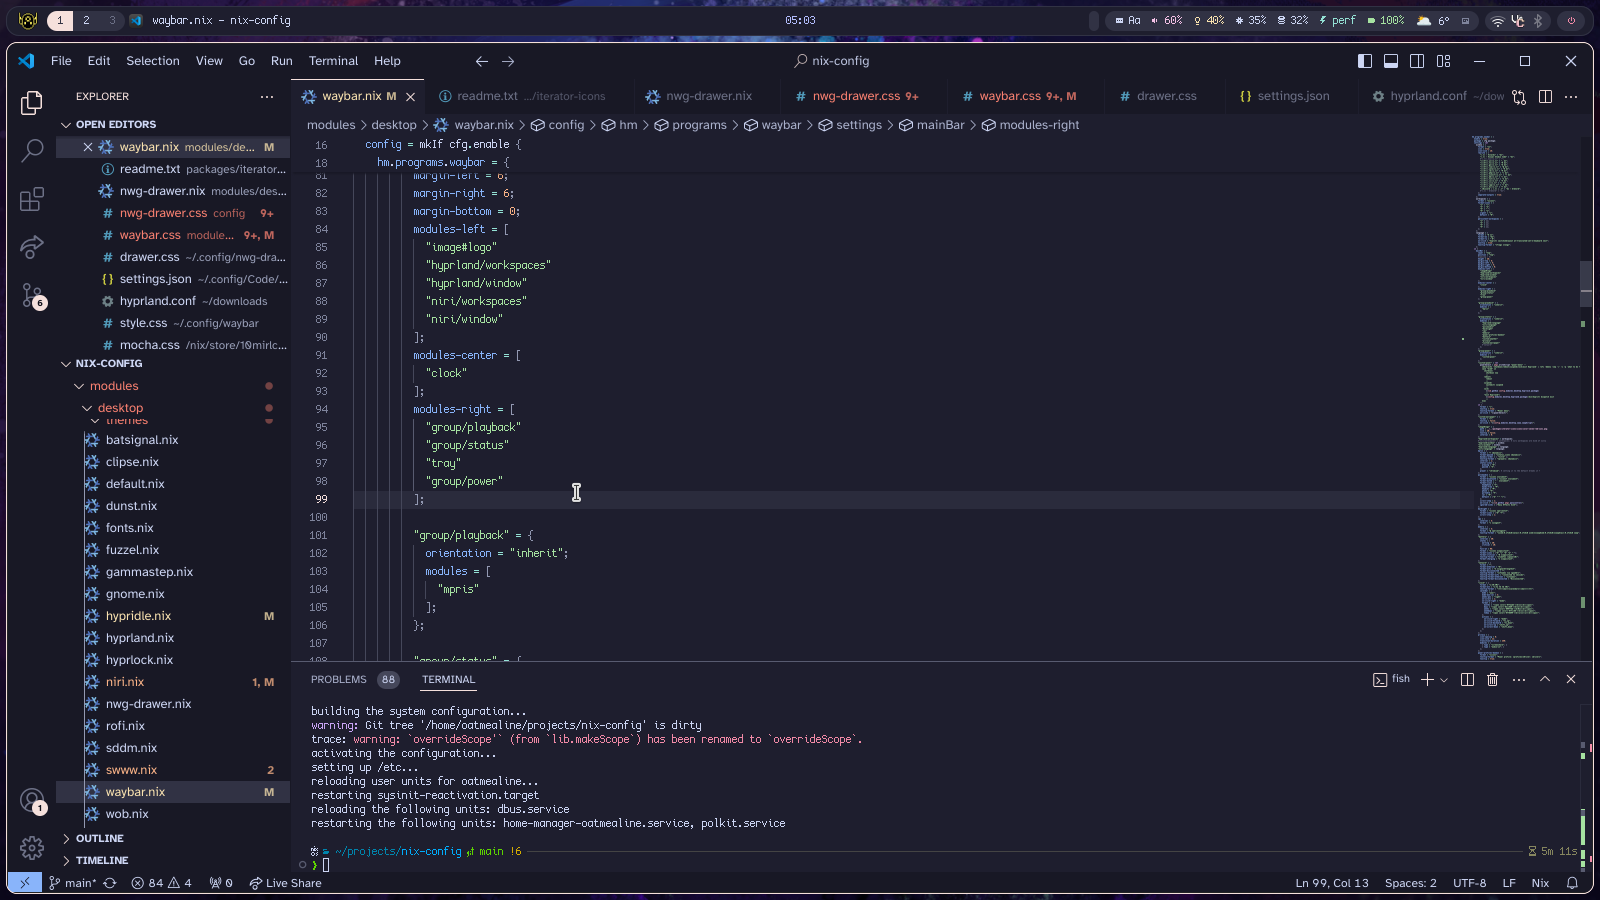 1 2 3 waybar.nix - nix-config
05:03
Aa 60% 40% 35% 32% perf 100% 6°
File Edit Selection View Go Run Terminal Help
nix-config
EXPLORER
OPEN EDITORS
waybar.nix modules/de... M
readme.txt packages/iterator...
nwg-drawer.nix modules/des...
nwg-drawer.css config 9+
waybar.css module... 9+, M
drawer.css ~/.config/nwg-dra...
settings.json ~/.config/Code/...
hyprland.conf ~/downloads
style.css ~/.config/waybar
mocha.css /nix/store/10mirlc...
NIX-CONFIG
modules
desktop
themes
batsignal.nix
clipse.nix
default.nix
dunst.nix
fonts.nix
fuzzel.nix
gammastep.nix
gnome.nix
hypridle.nix M
hyprland.nix
hyprlock.nix
niri.nix 1, M
nwg-drawer.nix
rofi.nix
sddm.nix
swww.nix 2
waybar.nix M
wob.nix
OUTLINE
TIMELINE
6
1
waybar.nix M
readme.txt .../iterator-icons
nwg-drawer.nix
nwg-drawer.css 9+
waybar.css 9+, M
drawer.css
settings.json
hyprland.conf ~/dow
modules > desktop > waybar.nix > config > hm > programs > waybar > settings > mainBar > modules-right
16 config = mkIf cfg.enable {
18 hm.programs.waybar = {
81 margin-left = 6;
82 margin-right = 6;
83 margin-bottom = 0;
84 modules-left = [
85 "image#logo"
86 "hyprland/workspaces"
87 "hyprland/window"
88 "niri/workspaces"
89 "niri/window"
90 ];
91 modules-center = [
92 "clock"
93 ];
94 modules-right = [
95 "group/playback"
96 "group/status"
97 "tray"
98 "group/power"
99 ];
100
101 "group/playback" = {
102 orientation = "inherit";
103 modules = [
104 "mpris"
105 ];
106 };
107
108 "group/status" = {
PROBLEMS 88 TERMINAL
fish
building the system configuration...
warning: Git tree '/home/oatmealine/projects/nix-config' is dirty
trace: warning: `overrideScope'` (from `lib.makeScope`) has been renamed to `overrideScope`.
activating the configuration...
setting up /etc...
reloading user units for oatmealine...
restarting sysinit-reactivation.target
reloading the following units: dbus.service
restarting the following units: home-manager-oatmealine.service, polkit.service
~/projects/nix-config main !6
5m 11s
main* 84 4 0 Live Share
Ln 99, Col 13 Spaces: 2 UTF-8 LF Nix